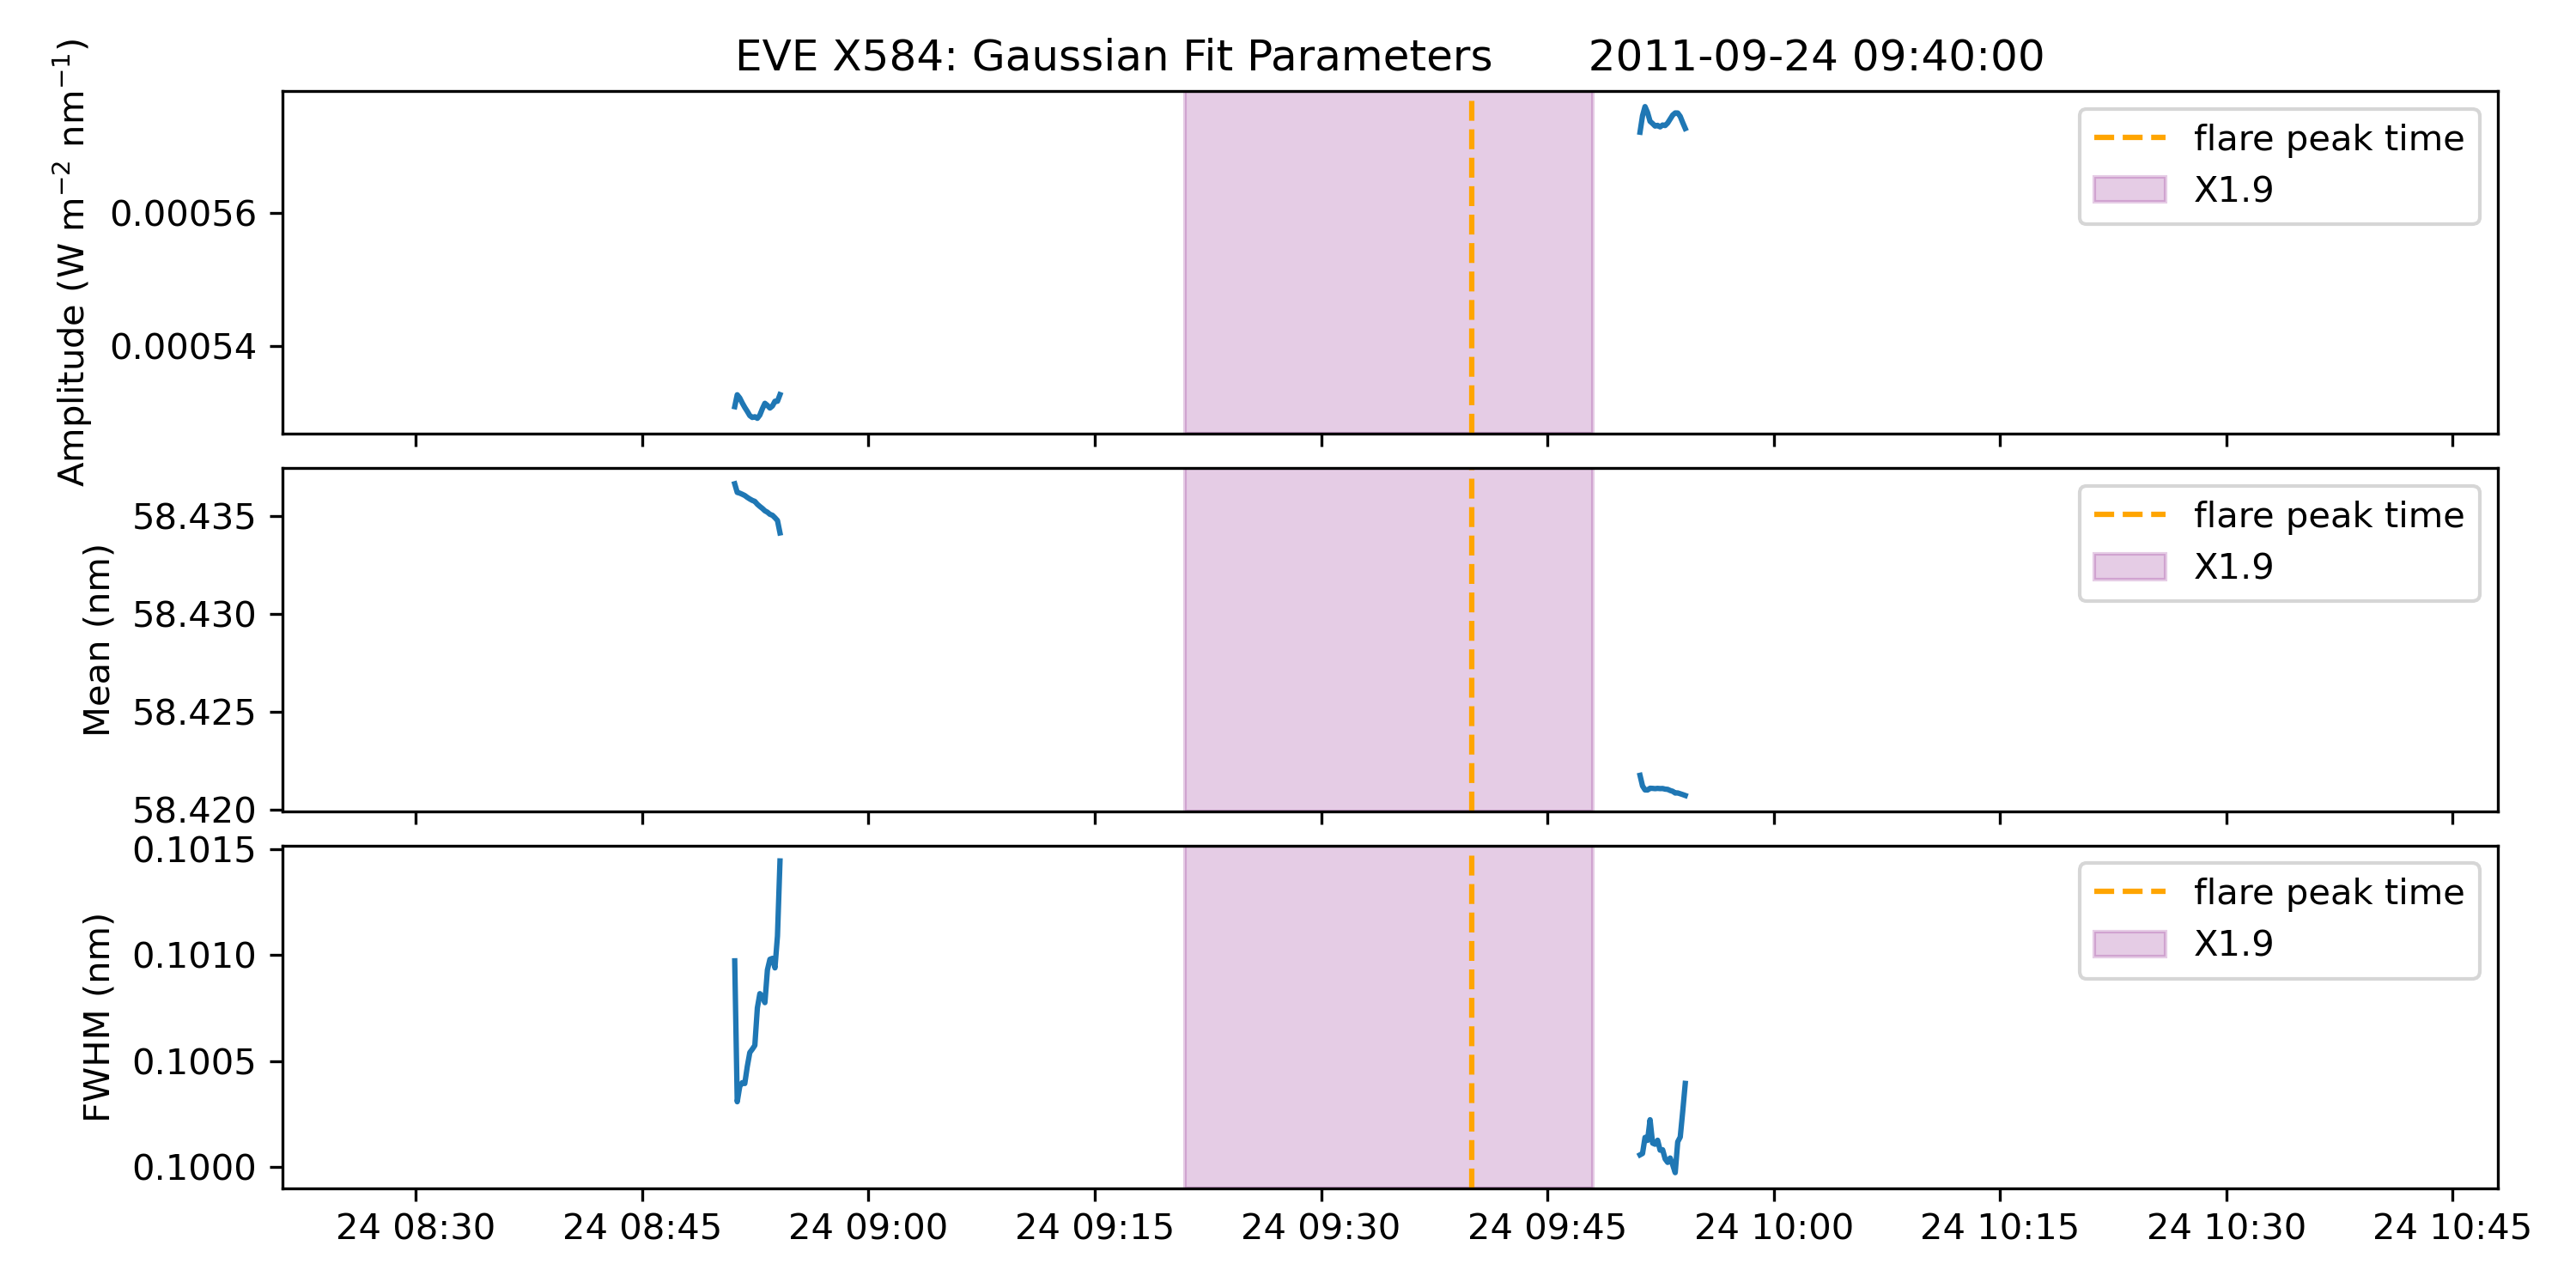 EVE X584: Gaussian Fit Parameters 2011-09-24 09:40:00
Amplitude (W m⁻² nm⁻¹)
0.00056
0.00054
flare peak time
X1.9
Mean (nm)
58.435
58.430
58.425
58.420
flare peak time
X1.9
FWHM (nm)
0.1015
0.1010
0.1005
0.1000
flare peak time
X1.9
24 08:30 24 08:45 24 09:00 24 09:15 24 09:30 24 09:45 24 10:00 24 10:15 24 10:30 24 10:45